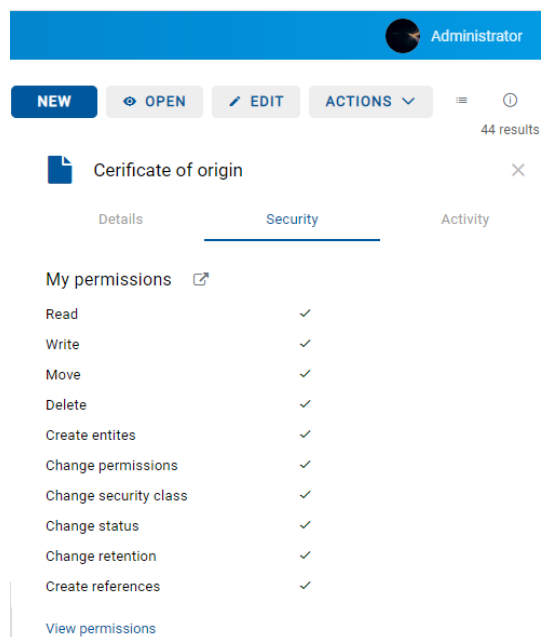 Administrator
NEW OPEN EDIT ACTIONS
44 results
Cerificate of origin
Details Security Activity
My permissions
Read
Write
Move
Delete
Create entites
Change permissions
Change security class
Change status
Change retention
Create references
View permissions